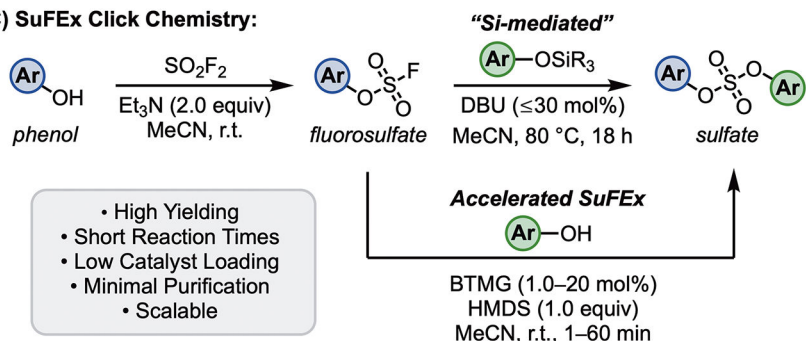 ) SuFEx Click Chemistry:
Ar
OH
phenol
SO₂F₂
Et₃N (2.0 equiv)
MeCN, r.t.
Ar
O
O
S
F
O
fluorosulfate
“Si-mediated”
Ar—OSiR₃
DBU (≤30 mol%)
MeCN, 80 °C, 18 h
Ar
O
O
S
O
O
Ar
sulfate
• High Yielding
• Short Reaction Times
• Low Catalyst Loading
• Minimal Purification
• Scalable
Accelerated SuFEx
Ar—OH
BTMG (1.0–20 mol%)
HMDS (1.0 equiv)
MeCN, r.t., 1–60 min